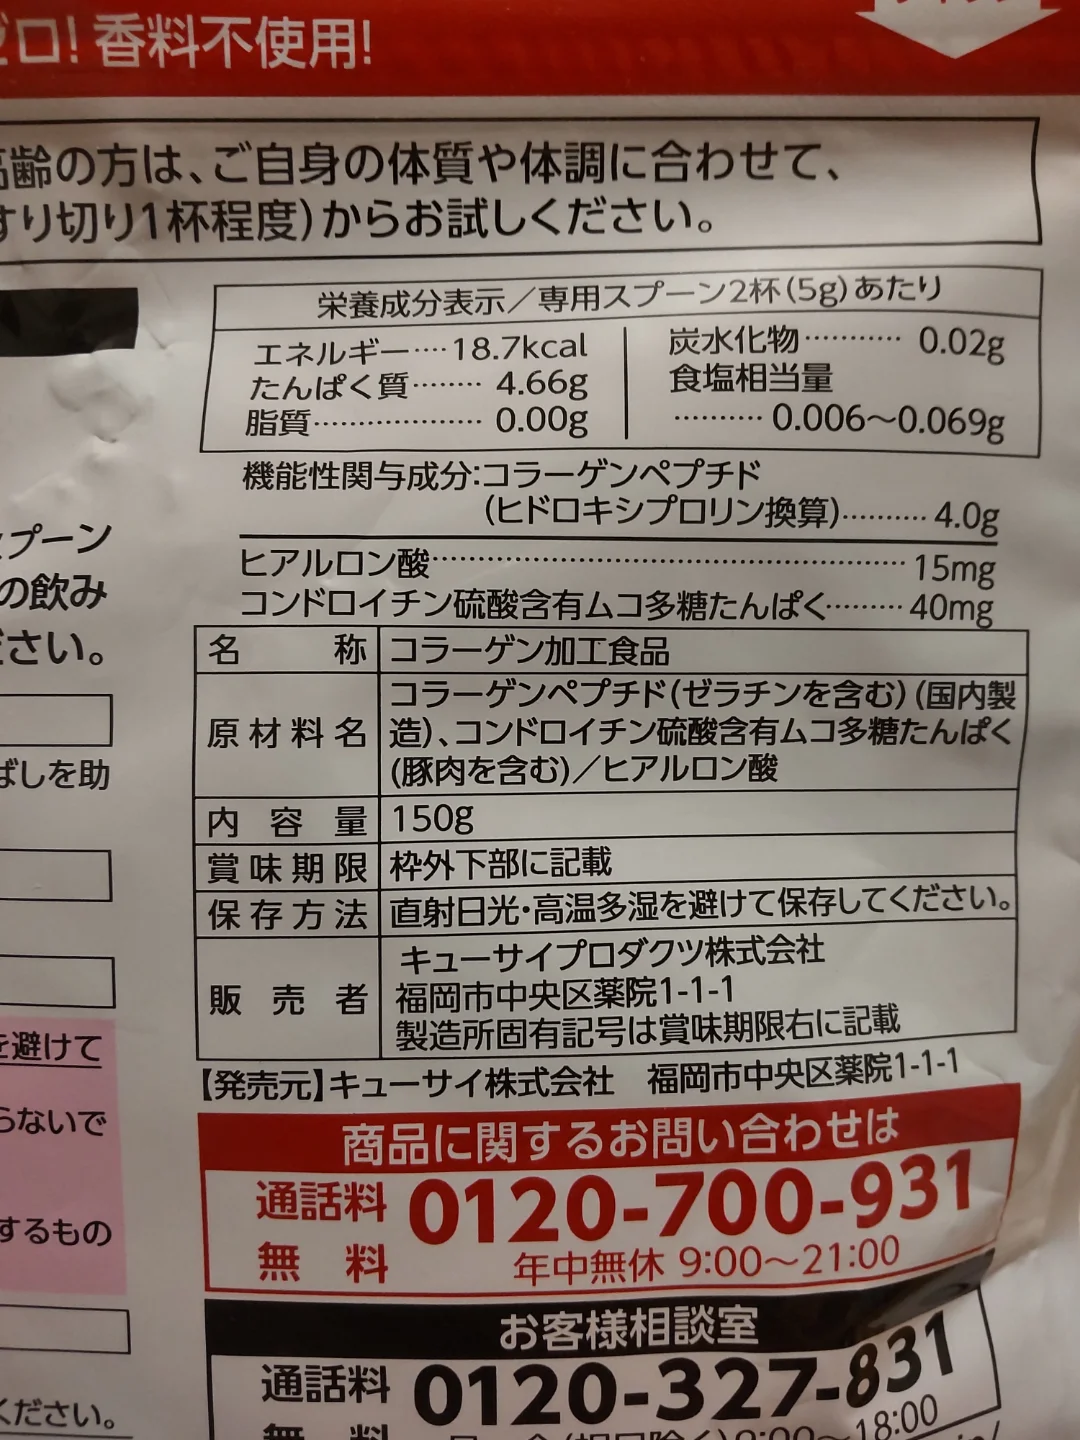 ゼロ! 香料不使用!
高齢の方は、ご自身の体質や体調に合わせて、
すり切り1杯程度)からお試しください。
栄養成分表示／専用スプーン2杯(5g)あたり
エネルギー····18.7kcal
たんぱく質········ 4.66g
脂質···················· 0.00g
炭水化物··········· 0.02g
食塩相当量
·········· 0.006〜0.069g
機能性関与成分:コラーゲンペプチド
(ヒドロキシプロリン換算)·········· 4.0g
ヒアルロン酸······················································ 15mg
コンドロイチン硫酸含有ムコ多糖たんぱく········· 40mg
プーン
の飲み
ださい。
ばしを助
を避けて
らないで
するもの
ください。
名 称 コラーゲン加工食品
原材料名 コラーゲンペプチド(ゼラチンを含む)(国内製
造)、コンドロイチン硫酸含有ムコ多糖たんぱく
(豚肉を含む)／ヒアルロン酸
内容量 150g
賞味期限 枠外下部に記載
保存方法 直射日光・高温多湿を避けて保存してください。
販売者 キューサイプロダクツ株式会社
福岡市中央区薬院1-1-1
製造所固有記号は賞味期限右に記載
【発売元】キューサイ株式会社 福岡市中央区薬院1-1-1
商品に関するお問い合わせは
通話料
無料
0120-700-931
年中無休 9:00〜21:00
お客様相談室
通話料
無料
0120-327-831
9:00〜18:00